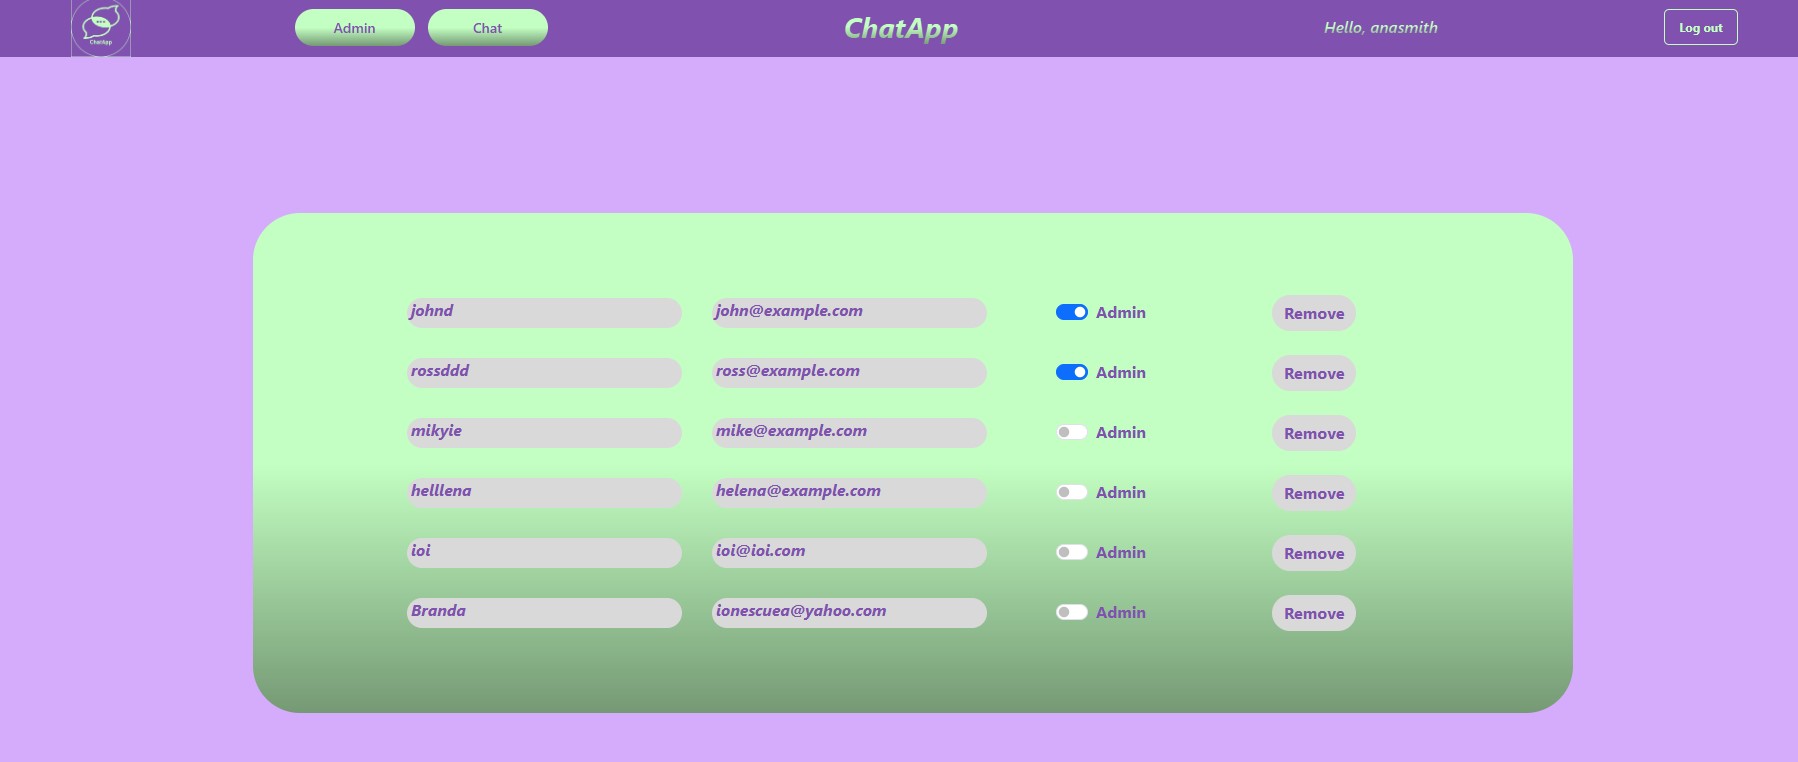 ChatApp
Admin
Chat
ChatApp
Hello, anasmith
Log out
johnd john@example.com Admin Remove
rossddd ross@example.com Admin Remove
mikyie mike@example.com Admin Remove
helllena helena@example.com Admin Remove
ioi ioi@ioi.com Admin Remove
Branda ionescuea@yahoo.com Admin Remove